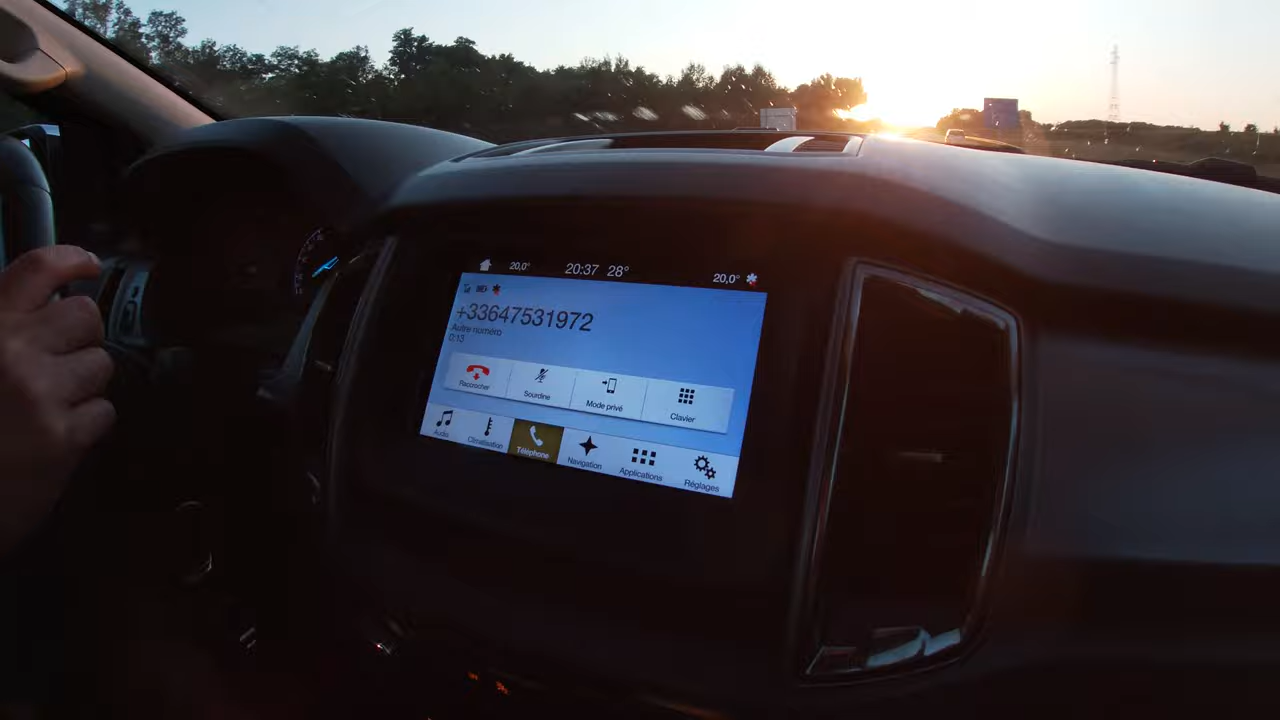 20,0° 20:37 28° 20,0°
+33647531972
Autre numéro
0:13
Raccrocher Sourdine Mode privé Clavier
Audio Climatisation Téléphone Navigation Applications Réglages